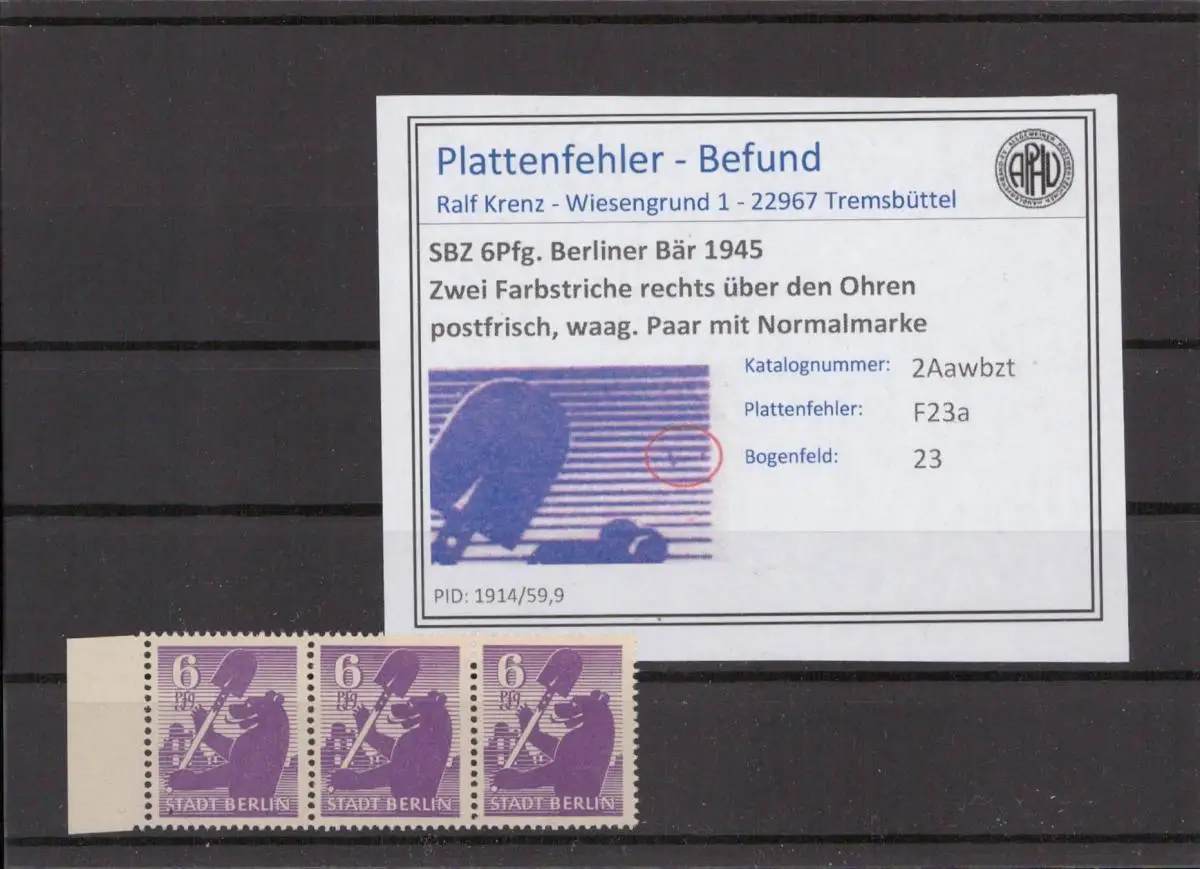 Plattenfehler - Befund
Ralf Krenz - Wiesengrund 1 - 22967 Tremsbüttel
APHV
SBZ 6Pfg. Berliner Bär 1945
Zwei Farbstriche rechts über den Ohren
postfrisch, waag. Paar mit Normalmarke
Katalognummer: 2Aawbzt
Plattenfehler: F23a
Bogenfeld: 23
PID: 1914/59,9
6 6 6
Pfg Pfg Pfg
STADT BERLIN STADT BERLIN STADT BERLIN